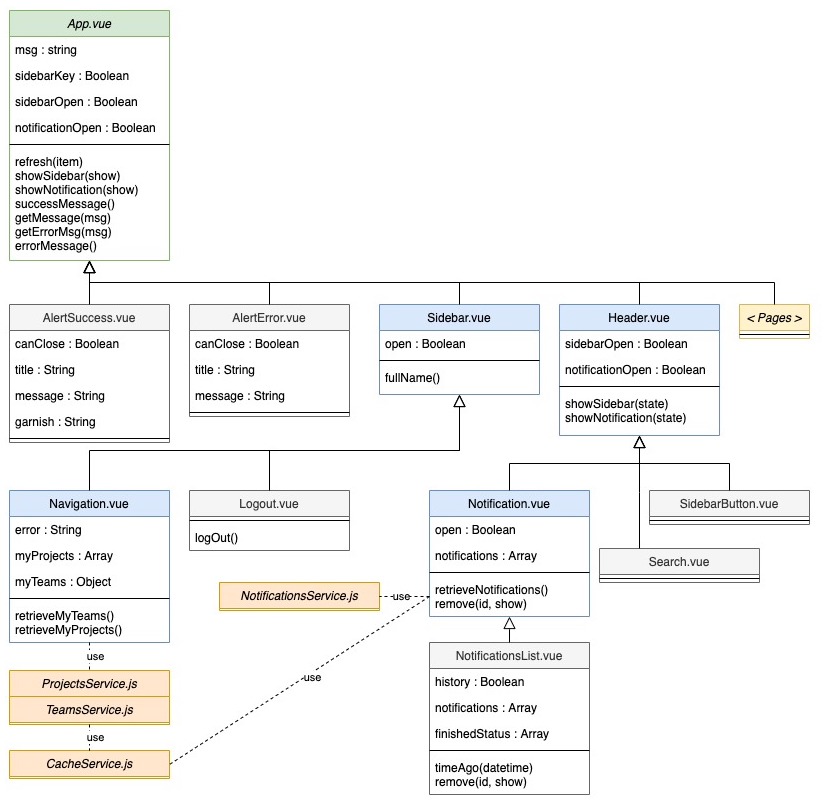 App.vue
msg : string
sidebarKey : Boolean
sidebarOpen : Boolean
notificationOpen : Boolean
refresh(item)
showSidebar(show)
showNotification(show)
successMessage()
getMessage(msg)
getErrorMsg(msg)
errorMessage()
AlertSuccess.vue
canClose : Boolean
title : String
message : String
garnish : String
AlertError.vue
canClose : Boolean
title : String
message : String
Sidebar.vue
open : Boolean
fullName()
Header.vue
sidebarOpen : Boolean
notificationOpen : Boolean
showSidebar(state)
showNotification(state)
< Pages >
Navigation.vue
error : String
myProjects : Array
myTeams : Object
retrieveMyTeams()
retrieveMyProjects()
Logout.vue
logOut()
Notification.vue
open : Boolean
notifications : Array
retrieveNotifications()
remove(id, show)
SidebarButton.vue
Search.vue
NotificationsService.js
use
use
ProjectsService.js
TeamsService.js
use
CacheService.js
use
NotificationsList.vue
history : Boolean
notifications : Array
finishedStatus : Array
timeAgo(datetime)
remove(id, show)